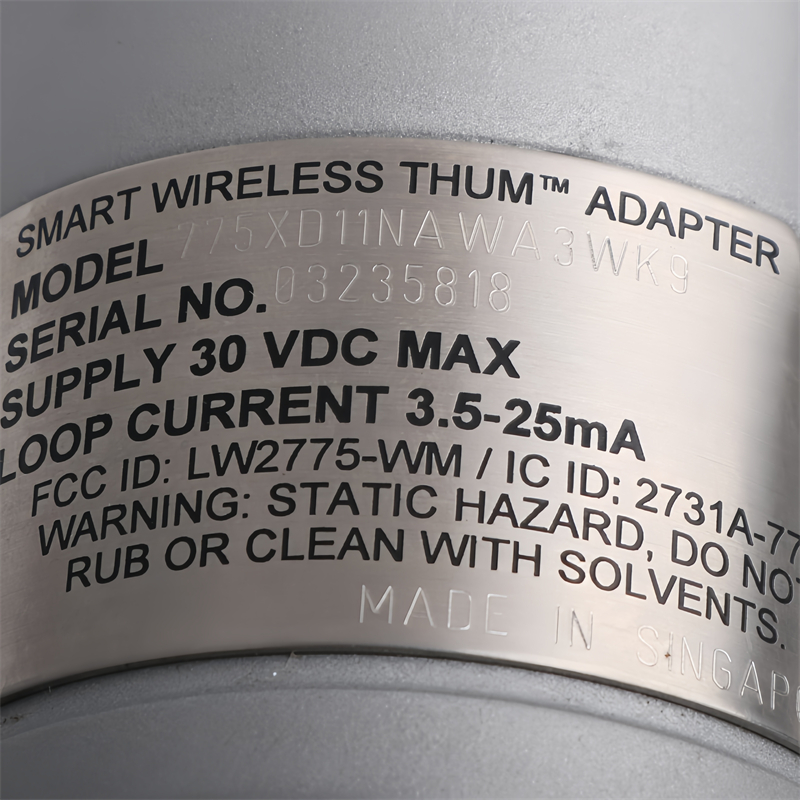 SMART WIRELESS THUM™ ADAPTER
MODEL 775XD11NAWA3WK9
SERIAL NO. 03235818
SUPPLY 30 VDC MAX
LOOP CURRENT 3.5-25mA
FCC ID: LW2775-WM / IC ID: 2731A-77
WARNING: STATIC HAZARD, DO NOT
RUB OR CLEAN WITH SOLVENTS.
MADE IN SINGAPO